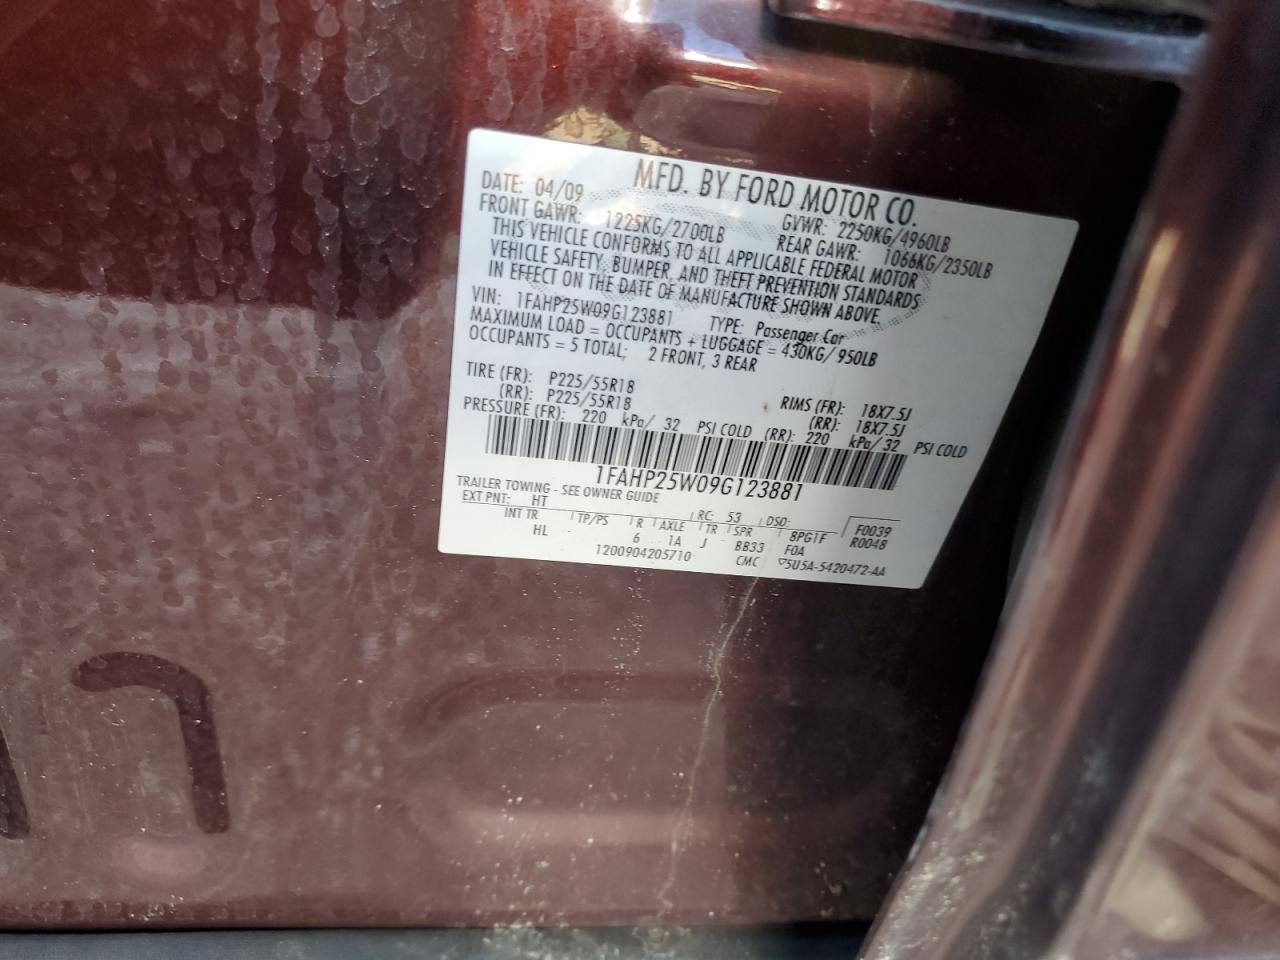 MFD. BY FORD MOTOR CO.
DATE: 04/09 GVWR: 2250KG/4960LB
FRONT GAWR: 1225KG/2700LB REAR GAWR: 1066KG/2350LB
THIS VEHICLE CONFORMS TO ALL APPLICABLE FEDERAL MOTOR
VEHICLE SAFETY, BUMPER, AND THEFT PREVENTION STANDARDS
IN EFFECT ON THE DATE OF MANUFACTURE SHOWN ABOVE.
VIN: 1FAHP25W09G123881 TYPE: Passenger Car
MAXIMUM LOAD = OCCUPANTS + LUGGAGE = 430KG/950LB
OCCUPANTS = 5 TOTAL; 2 FRONT, 3 REAR
TIRE (FR): P225/55R18 RIMS (FR): 18X7.5J
(RR): P225/55R18 (RR): 18X7.5J
PRESSURE (FR): 220 kPa/ 32 PSI COLD (RR): 220 kPa/32 PSI COLD
1FAHP25W09G123881
TRAILER TOWING - SEE OWNER GUIDE
EXT PNT: HT RC: 53 DSO: F0039
INT TR TP/PS R AXLE TR SPR 8PG1F R0048
HL 6 1A J BB33 F0A
1200904205710 CMC ▽5U5A-5420472-AA